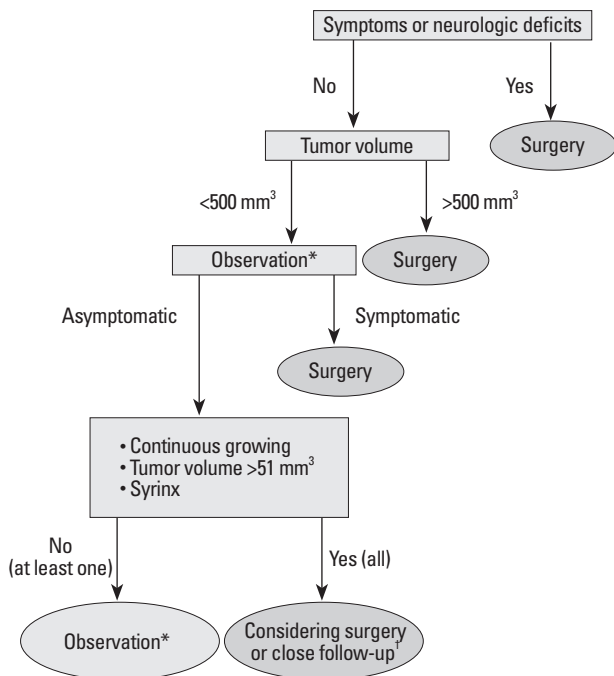 Symptoms or neurologic deficits
No
Yes
Tumor volume
Surgery
<500 mm³
>500 mm³
Observation*
Surgery
Asymptomatic
Symptomatic
Surgery
• Continuous growing
• Tumor volume >51 mm³
• Syrinx
No
(at least one)
Yes (all)
Observation*
Considering surgery
or close follow-up†